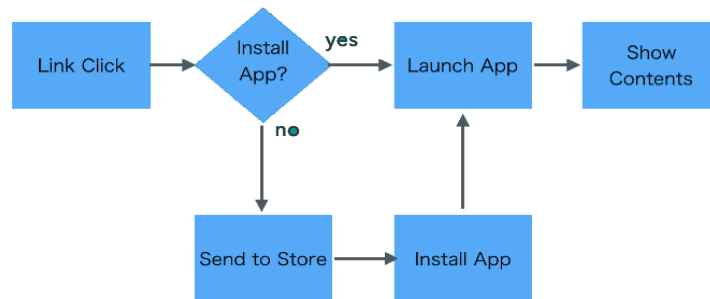 Link Click
Install
App?
yes
Launch App
Show
Contents
no
Send to Store
Install App